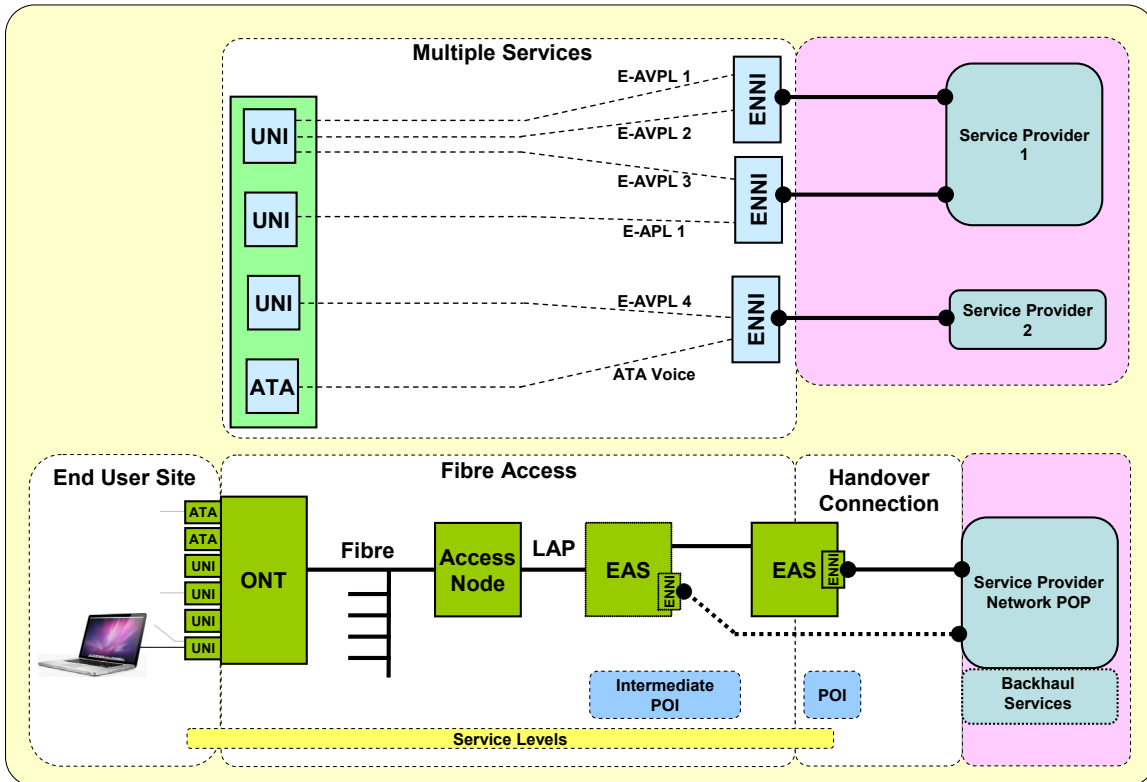 Multiple Services
E-AVPL 1
E-AVPL 2
E-AVPL 3
E-APL 1
E-AVPL 4
ATA Voice
UNI
UNI
UNI
ATA
ENNI
ENNI
ENNI
Service Provider
1
Service Provider
2
End User Site
Fibre Access
Handover
Connection
ATA
ATA
UNI
UNI
UNI
UNI
ONT
Fibre
Access
Node
LAP
EAS
ENNI
EAS
ENNI
Service Provider
Network POP
Intermediate
POI
POI
Backhaul
Services
Service Levels